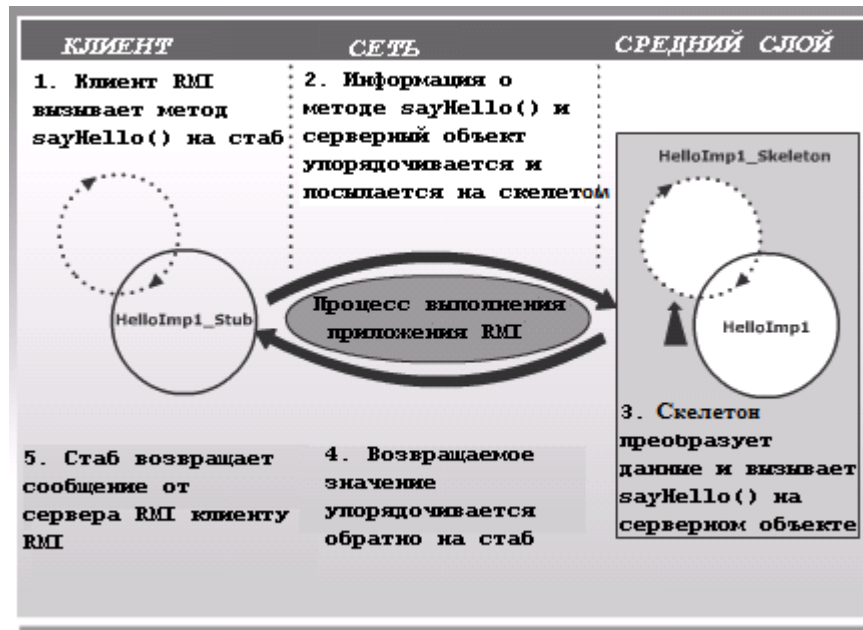 КЛИЕНТ
СЕТЬ
СРЕДНИЙ СЛОЙ
1. Клиент RMI
вызывает метод
sayHello() на стаб
2. Информация о
методе sayHello() и
серверный объект
упорядочивается и
посылается на скелетом
HelloImp1_Skeleton
HelloImp1_Stub
Процесс выполнения
приложения RMI
HelloImp1
3. Скелетон
преобразует
данные и вызывает
sayHello() на
серверном объекте
4. Возвращаемое
значение
упорядочивается
обратно на стаб
5. Стаб возвращает
сообщение от
сервера RMI клиенту
RMI